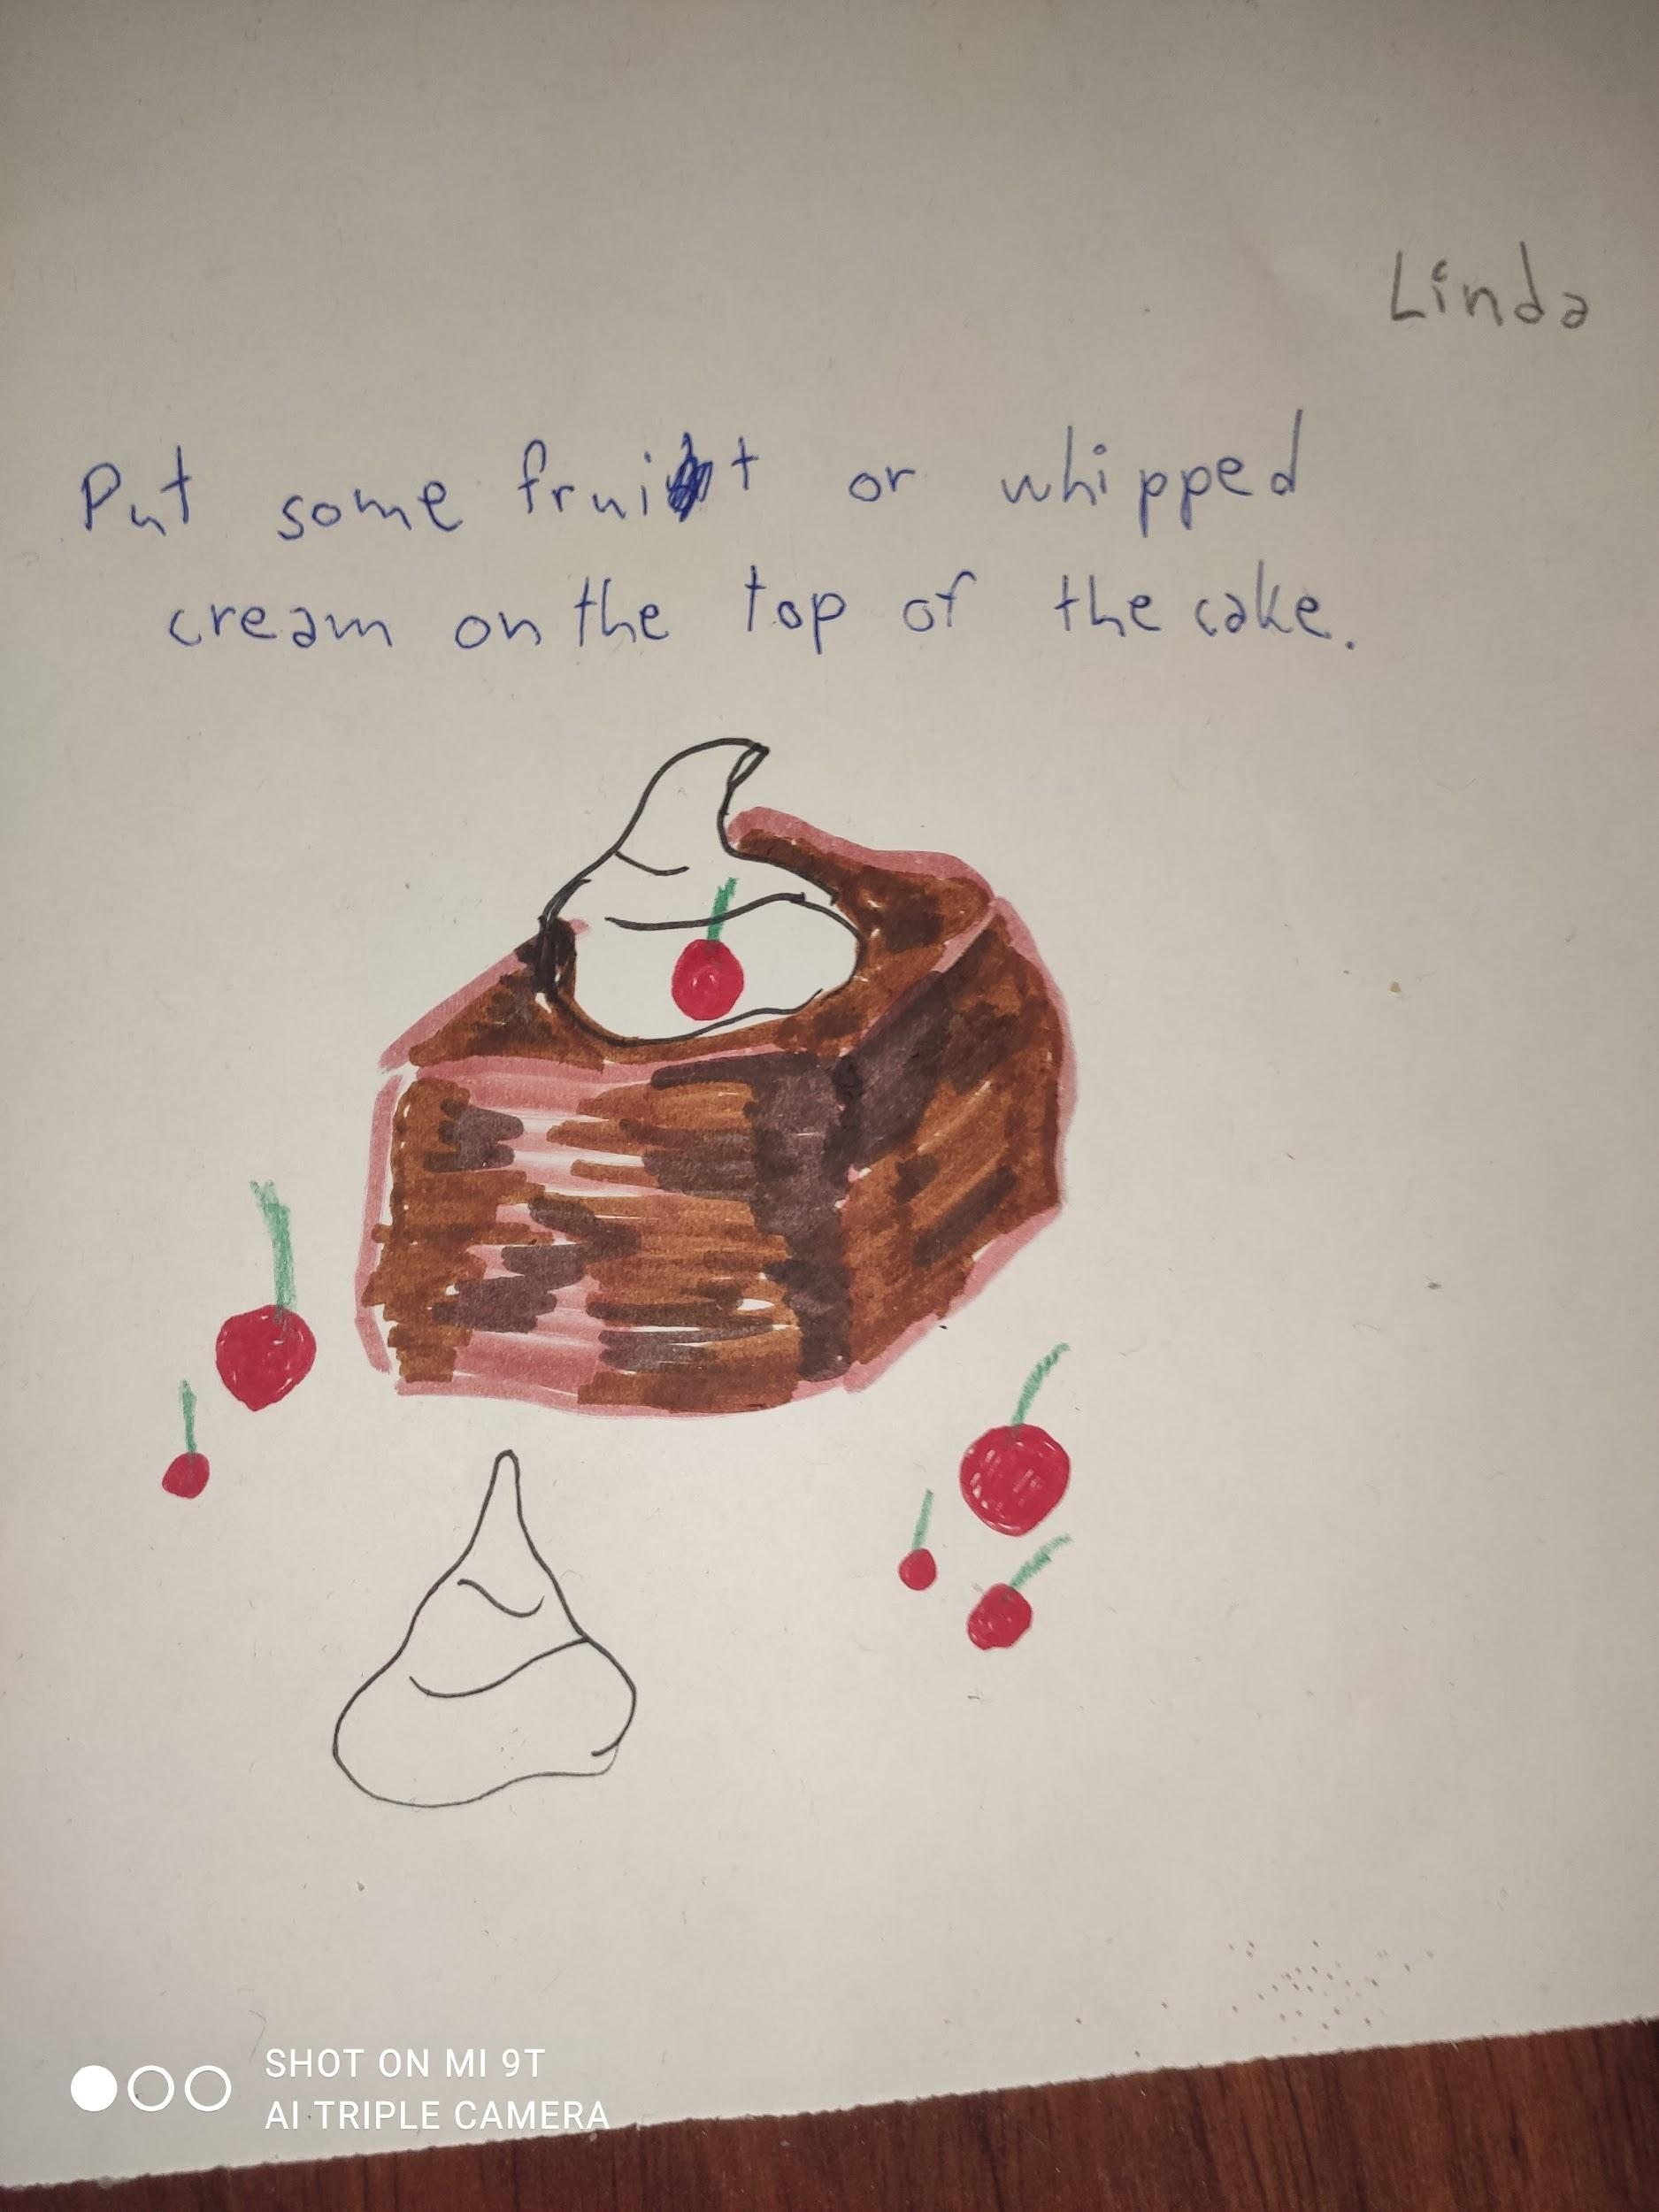 Linda
Put some fruit or whipped
cream on the top of the cake.
SHOT ON MI 9T
AI TRIPLE CAMERA